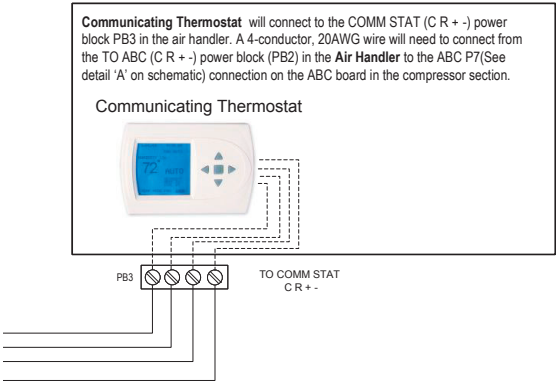 Communicating Thermostat will connect to the COMM STAT (C R + -) power
block PB3 in the air handler. A 4-conductor, 20AWG wire will need to connect from
the TO ABC (C R + -) power block (PB2) in the Air Handler to the ABC P7(See
detail ‘A’ on schematic) connection on the ABC board in the compressor section.
Communicating Thermostat
72
PB3
TO COMM STAT
C R + -